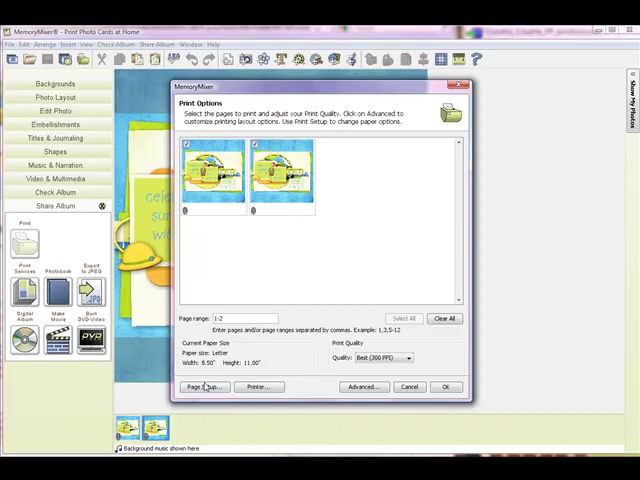 MemoryMixer® - Print Photo Cards at Home
File Edit Arrange Insert View Check Album Share Album Window Help
Backgrounds
Photo Layout
Edit Photo
Embellishments
Titles & Journaling
Shapes
Music & Narration
Video & Multimedia
Check Album
Share Album
Print
Print Services
Photobook
Export to JPEG
JPG
Digital Album
Make Movie
Burn DVD-Video
DVD
MemoryMixer
Print Options
Select the pages to print and adjust your Print Quality. Click on Advanced to
customize printing layout options. Use Print Setup to change paper options.
Page range: 1-2
Select All
Clear All
Enter pages and/or page ranges separated by commas. Example: 1,3,5-12
Current Paper Size
Paper size: Letter
Width: 8.50" Height: 11.00"
Print Quality
Quality: Best (300 PPI)
Page Setup...
Printer...
Advanced...
Cancel
OK
Show My Photos
Background music shown here